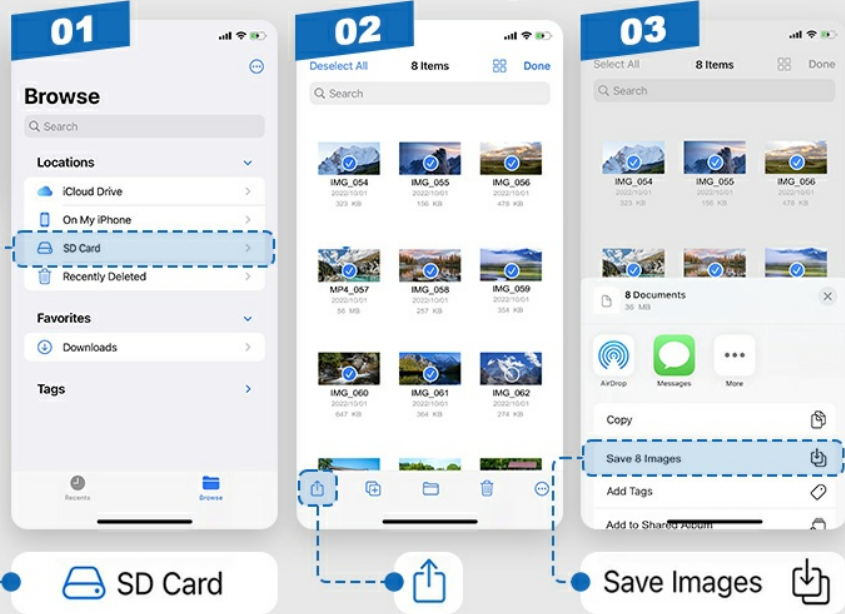 01
Browse
Search
Locations
iCloud Drive
On My iPhone
SD Card
Recently Deleted
Favorites
Downloads
Tags
Recents
Browse
SD Card
02
Deselect All 8 Items Done
Search
IMG_054 IMG_055 IMG_056
2022/10/01 2022/10/01 2022/10/01
323 KB 156 KB 478 KB
MP4_057 IMG_058 IMG_059
2022/10/01 2022/10/01 2022/10/01
56 MB 257 KB 354 KB
IMG_060 IMG_061 IMG_062
2022/10/01 2022/10/01 2022/10/01
647 KB 364 KB 274 KB
03
Select All 8 Items Done
Search
IMG_054 IMG_055 IMG_056
2022/10/01 2022/10/01 2022/10/01
323 KB 156 KB 478 KB
8 Documents
36 MB
AirDrop Messages More
Copy
Save 8 Images
Add Tags
Add to Shared Album
Save Images